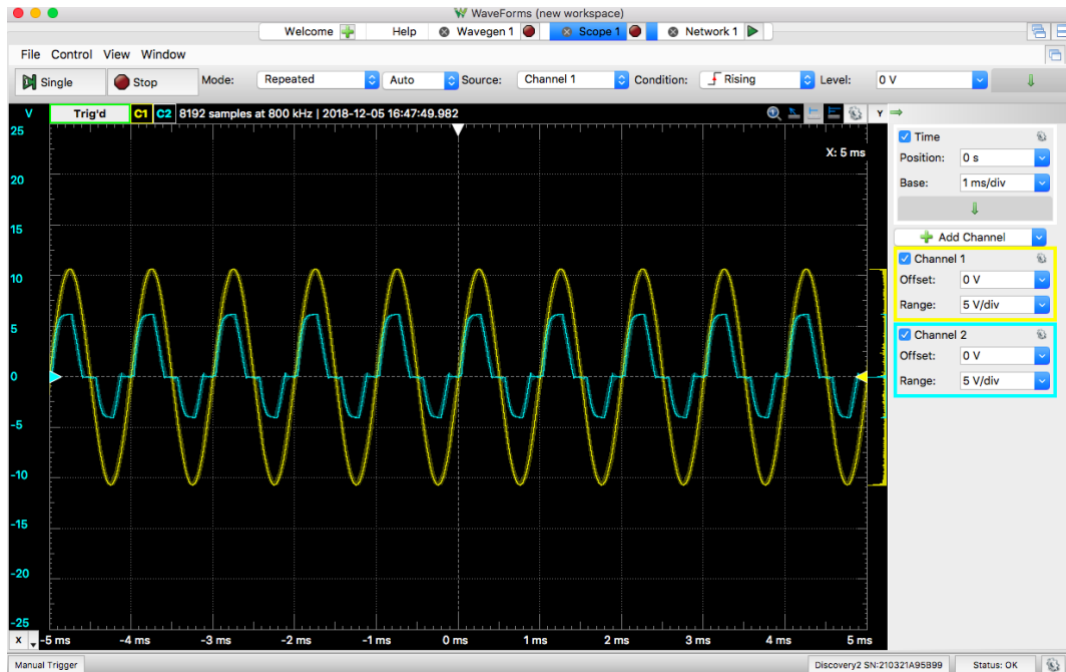 WaveForms (new workspace)
Welcome Help Wavegen 1 Scope 1 Network 1
File Control View Window
Single Stop Mode: Repeated Auto Source: Channel 1 Condition: Rising Level: 0 V
V Trig'd C1 C2 8192 samples at 800 kHz | 2018-12-05 16:47:49.982 Y
X: 5 ms
25
20
15
10
5
0
-5
-10
-15
-20
-25
X -5 ms -4 ms -3 ms -2 ms -1 ms 0 ms 1 ms 2 ms 3 ms 4 ms 5 ms
Time
Position: 0 s
Base: 1 ms/div
Add Channel
Channel 1
Offset: 0 V
Range: 5 V/div
Channel 2
Offset: 0 V
Range: 5 V/div
Manual Trigger Discovery2 SN:210321A95B99 Status: OK